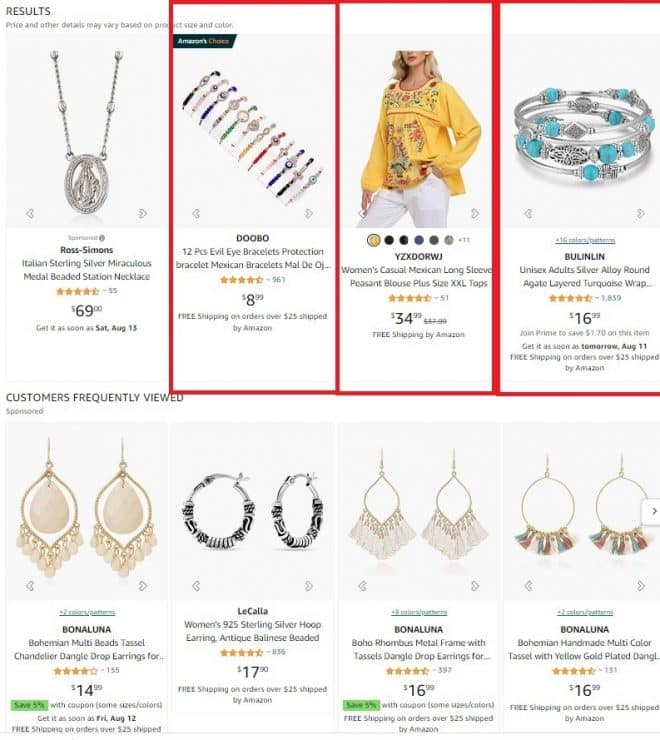 RESULTS
Price and other details may vary based on product size and color.
Amazon's Choice
Sponsored
Ross-Simons
Italian Sterling Silver Miraculous
Medal Beaded Station Necklace
55
$6900
Get it as soon as Sat, Aug 13
DOOBO
12 Pcs Evil Eye Bracelets Protection
bracelet Mexican Bracelets Mal De Oj...
961
$8.99
FREE Shipping on orders over $25 shipped
by Amazon
+11
YZXDORWJ
Women's Casual Mexican Long Sleeve
Peasant Blouse Plus Size XXL Tops
51
$34.99 $37.99
FREE Shipping by Amazon
+16 colors/patterns
BULINLIN
Unisex Adults Silver Alloy Round
Agate Layered Turquoise Wrap...
1,839
$16.99
Join Prime to save $1.70 on this item
Get it as soon as tomorrow, Aug 11
FREE Shipping on orders over $25 shipped
by Amazon
CUSTOMERS FREQUENTLY VIEWED
Sponsored
+2 colors/patterns
BONALUNA
Bohemian Multi Beads Tassel
Chandelier Dangle Drop Earrings for...
155
$14.99
Save 5% with coupon (some sizes/colors)
Get it as soon as Fri, Aug 12
FREE Shipping on orders over $25 shipped
LeCalla
Women's 925 Sterling Silver Hoop
Earring, Antique Balinese Beaded
836
$17.90
FREE Shipping on orders over $25 shipped
by Amazon
+8 colors/patterns
BONALUNA
Boho Rhombus Metal Frame with
Tassels Dangle Drop Earrings for...
397
$16.99
Save 5% with coupon (some sizes/colors)
FREE Shipping on orders over $25 shipped
by Amazon
+2 colors/patterns
BONALUNA
Bohemian Handmade Multi Color
Tassel with Yellow Gold Plated Dangl...
131
$16.99
FREE Shipping on orders over $25 shipped
by Amazon